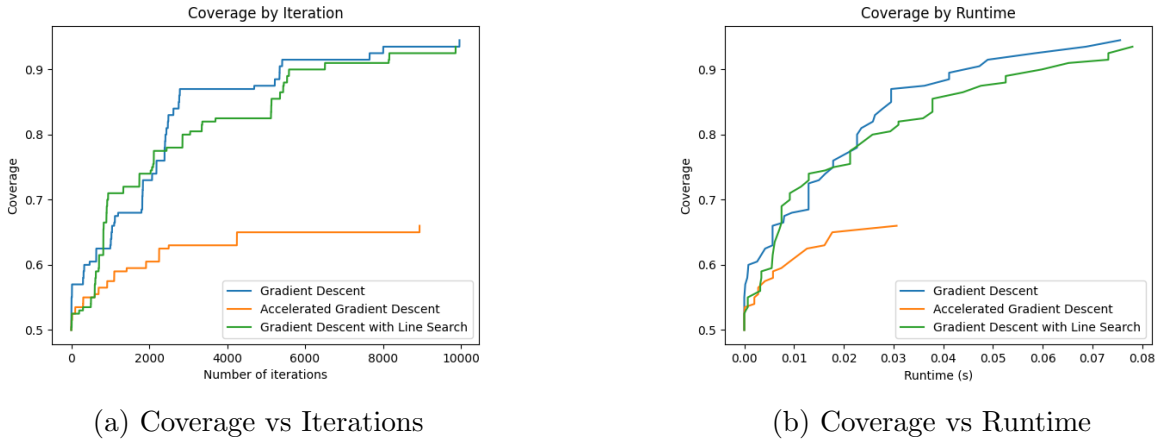 Coverage by Iteration
0.9
0.8
0.7
0.6
0.5
Coverage
Gradient Descent
Accelerated Gradient Descent
Gradient Descent with Line Search
0 2000 4000 6000 8000 10000
Number of iterations
(a) Coverage vs Iterations
Coverage by Runtime
0.9
0.8
0.7
0.6
0.5
Coverage
Gradient Descent
Accelerated Gradient Descent
Gradient Descent with Line Search
0.00 0.01 0.02 0.03 0.04 0.05 0.06 0.07 0.08
Runtime (s)
(b) Coverage vs Runtime